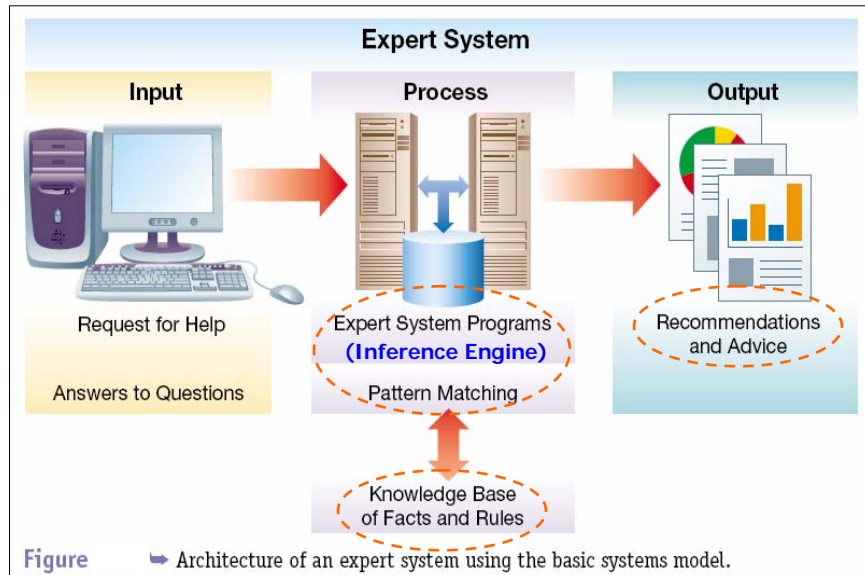 Expert System
Input
Process
Output
Request for Help
Answers to Questions
Expert System Programs
(Inference Engine)
Pattern Matching
Recommendations
and Advice
Knowledge Base
of Facts and Rules
Figure ➥ Architecture of an expert system using the basic systems model.